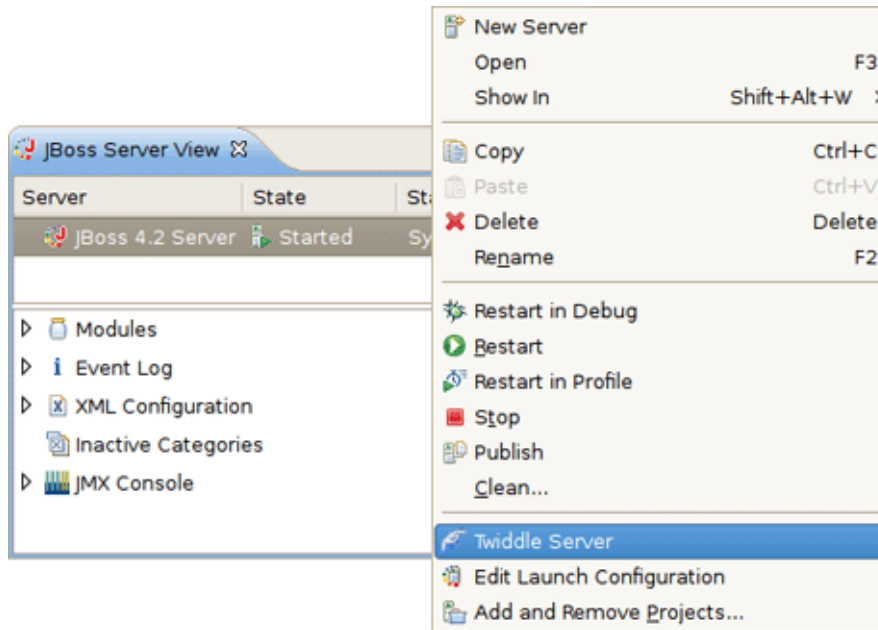 JBoss Server View
Server State St
JBoss 4.2 Server Started Sy
Modules
Event Log
XML Configuration
Inactive Categories
JMX Console
New Server
Open F3
Show In Shift+Alt+W
Copy Ctrl+C
Paste Ctrl+V
Delete Delete
Rename F2
Restart in Debug
Restart
Restart in Profile
Stop
Publish
Clean...
Twiddle Server
Edit Launch Configuration
Add and Remove Projects...